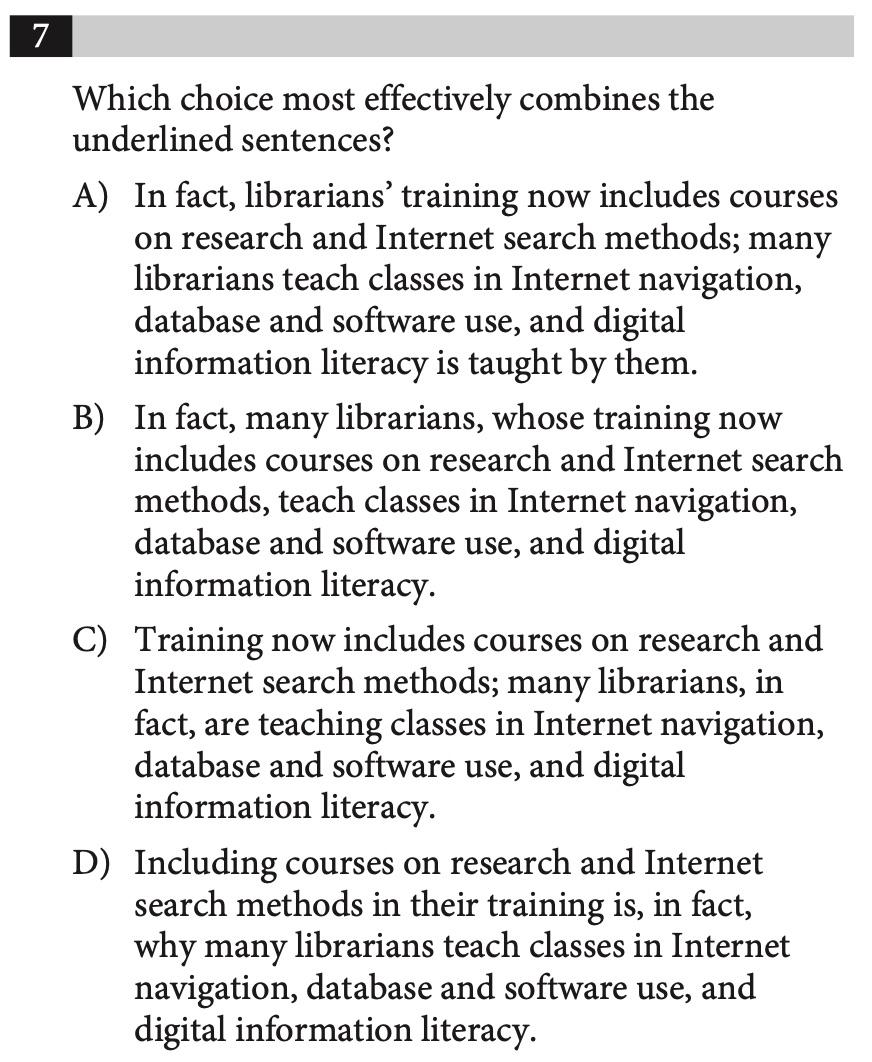 7
Which choice most effectively combines the
underlined sentences?
A) In fact, librarians’ training now includes courses
on research and Internet search methods; many
librarians teach classes in Internet navigation,
database and software use, and digital
information literacy is taught by them.
B) In fact, many librarians, whose training now
includes courses on research and Internet search
methods, teach classes in Internet navigation,
database and software use, and digital
information literacy.
C) Training now includes courses on research and
Internet search methods; many librarians, in
fact, are teaching classes in Internet navigation,
database and software use, and digital
information literacy.
D) Including courses on research and Internet
search methods in their training is, in fact,
why many librarians teach classes in Internet
navigation, database and software use, and
digital information literacy.